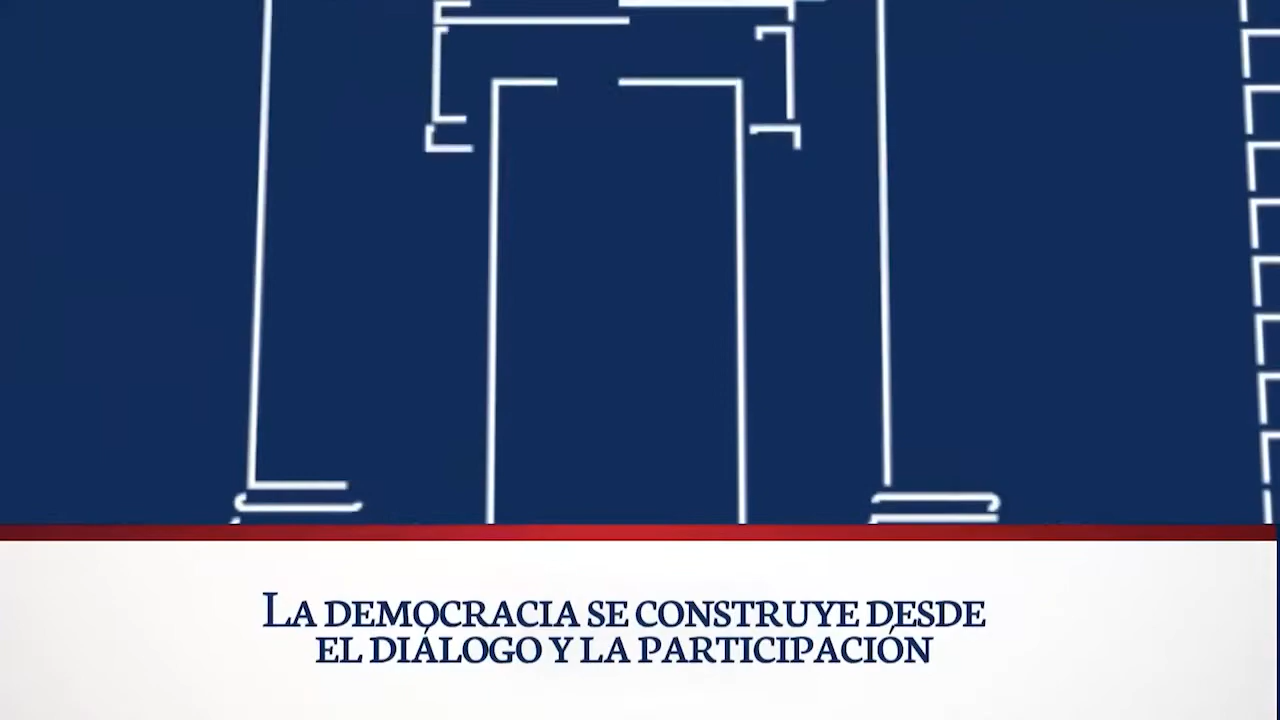 La democracia se construye desde
el diálogo y la participación